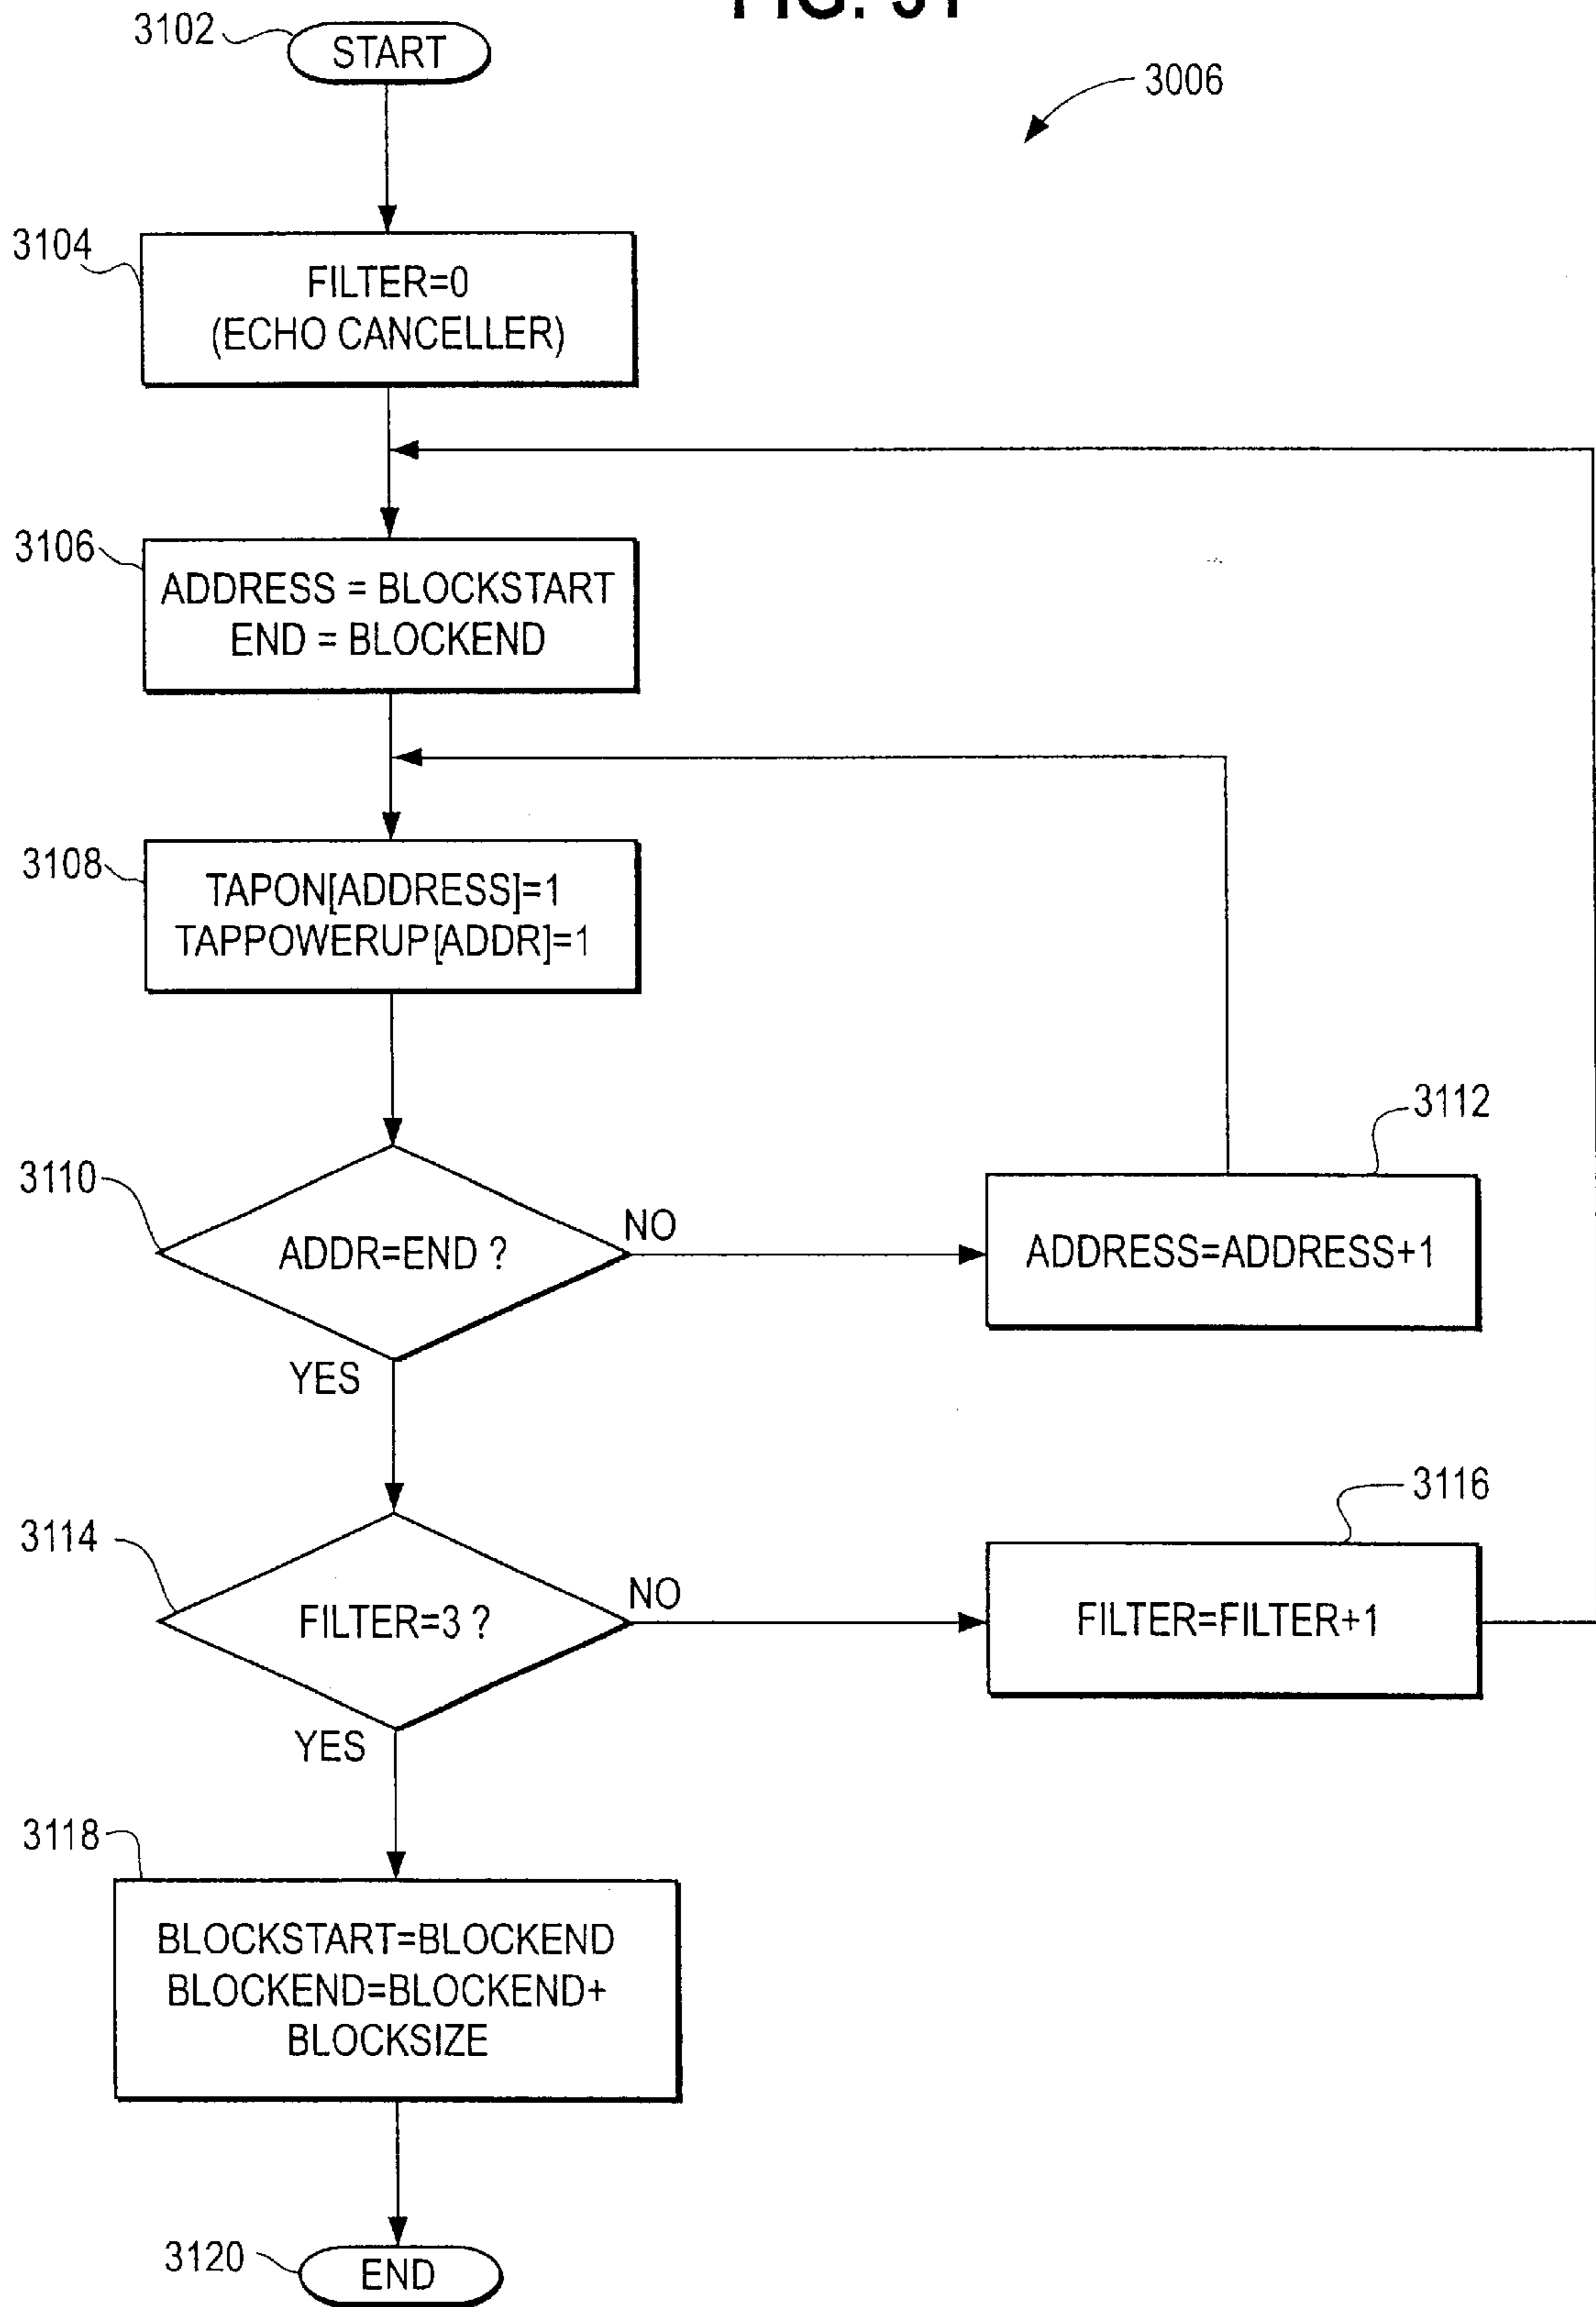 3102
START
3006
3104
FILTER=0
(ECHO CANCELLER)
3106
ADDRESS = BLOCKSTART
END = BLOCKEND
3108
TAPON[ADDRESS]=1
TAPPOWERUP[ADDR]=1
3110
ADDR=END ?
NO
YES
3112
ADDRESS=ADDRESS+1
3114
FILTER=3 ?
NO
YES
3116
FILTER=FILTER+1
3118
BLOCKSTART=BLOCKEND
BLOCKEND=BLOCKEND+
BLOCKSIZE
3120
END